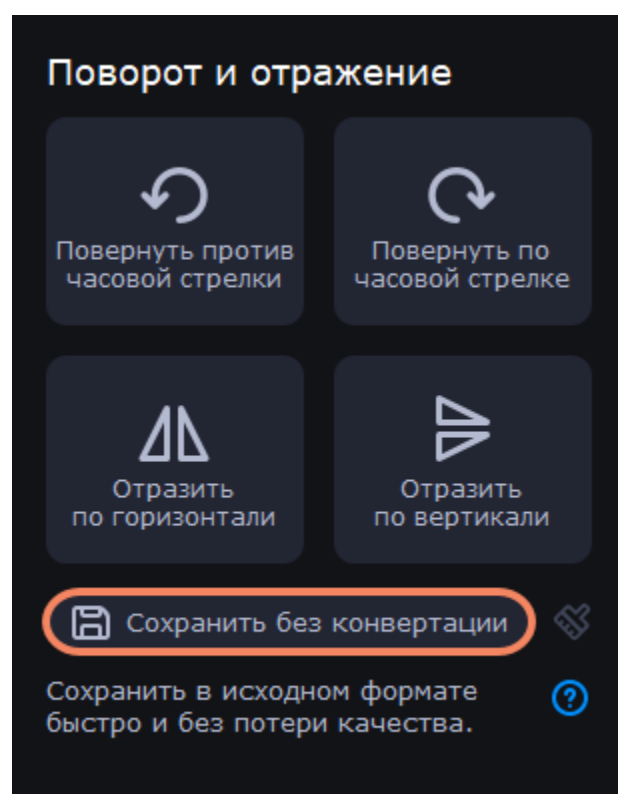 Поворот и отражение
Повернуть против
часовой стрелки
Повернуть по
часовой стрелке
Отразить
по горизонтали
Отразить
по вертикали
Сохранить без конвертации
Сохранить в исходном формате
быстро и без потери качества.
?